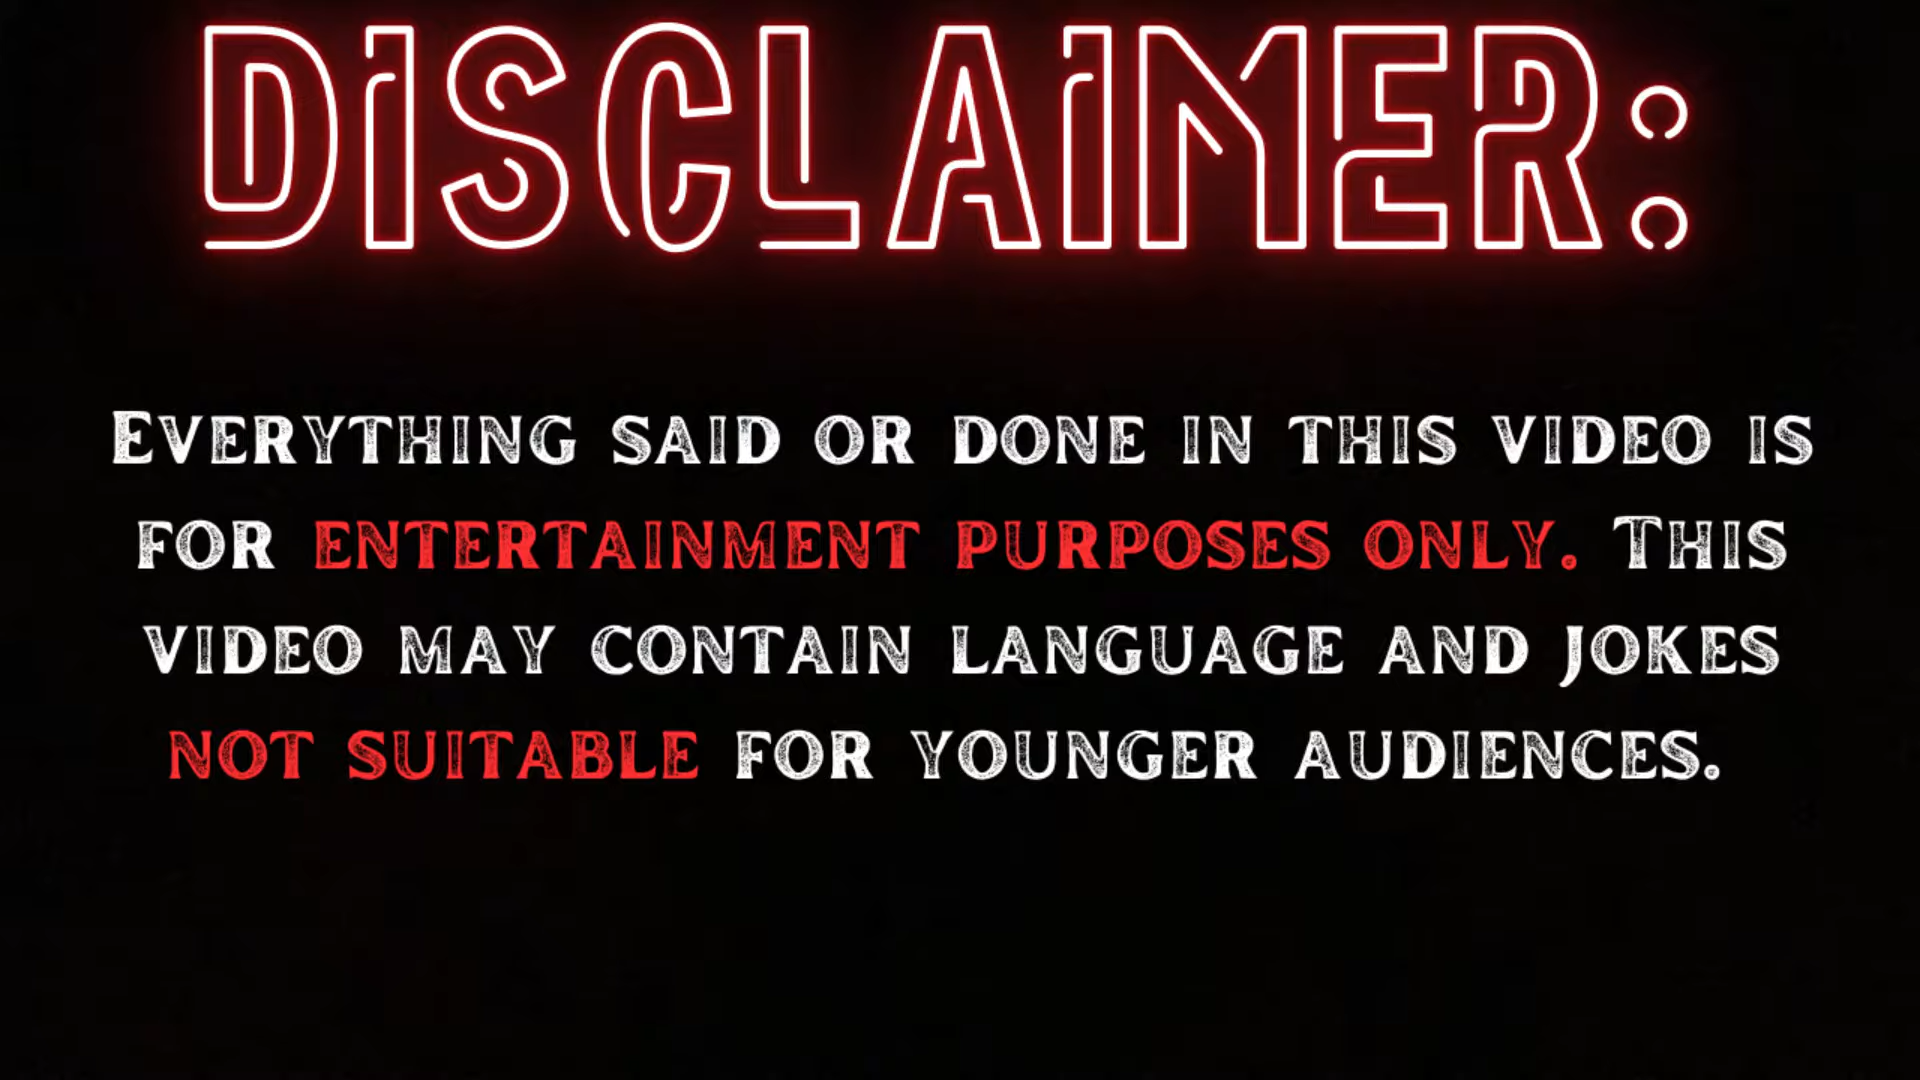 DISCLAIMER:
EVERYTHING SAID OR DONE IN THIS VIDEO IS
FOR ENTERTAINMENT PURPOSES ONLY. THIS
VIDEO MAY CONTAIN LANGUAGE AND JOKES
NOT SUITABLE FOR YOUNGER AUDIENCES.